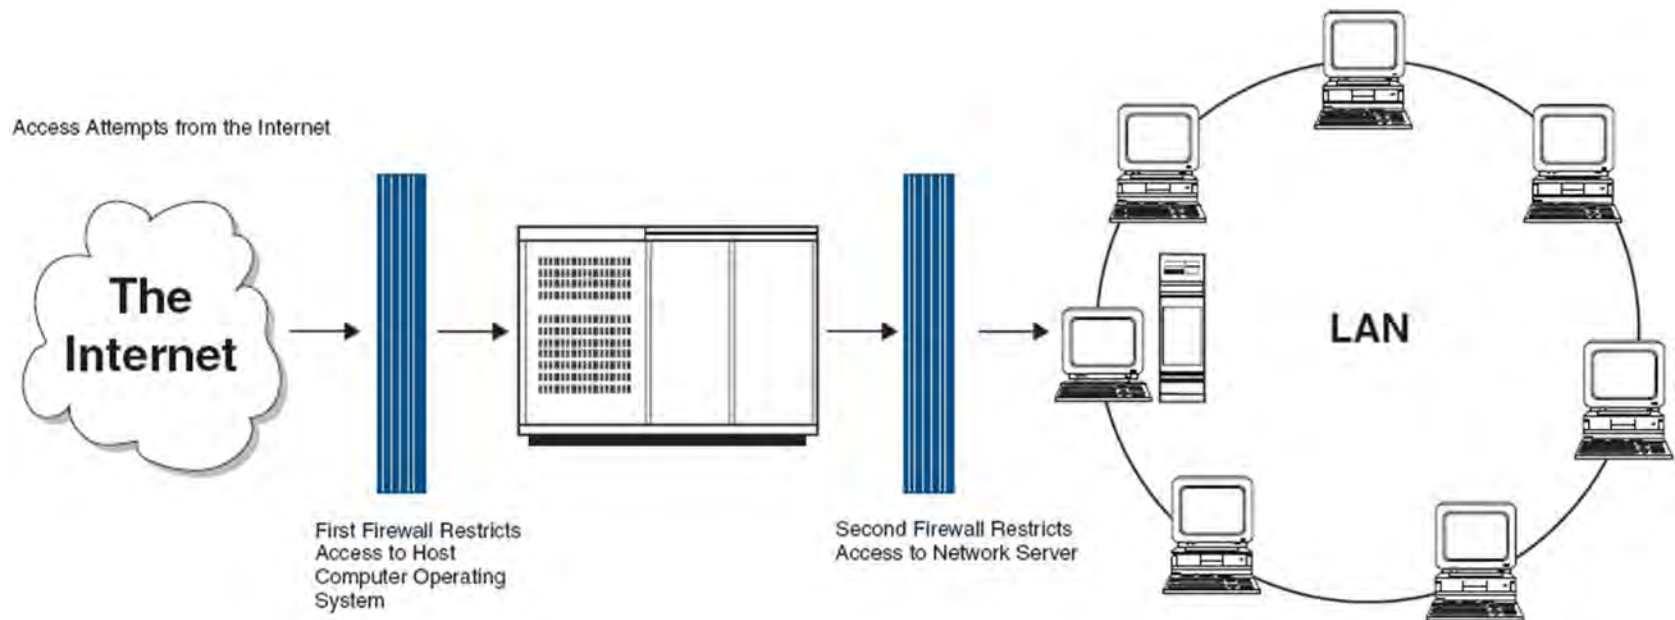 Access Attempts from the Internet
The
Internet
LAN
First Firewall Restricts
Access to Host
Computer Operating
System
Second Firewall Restricts
Access to Network Server